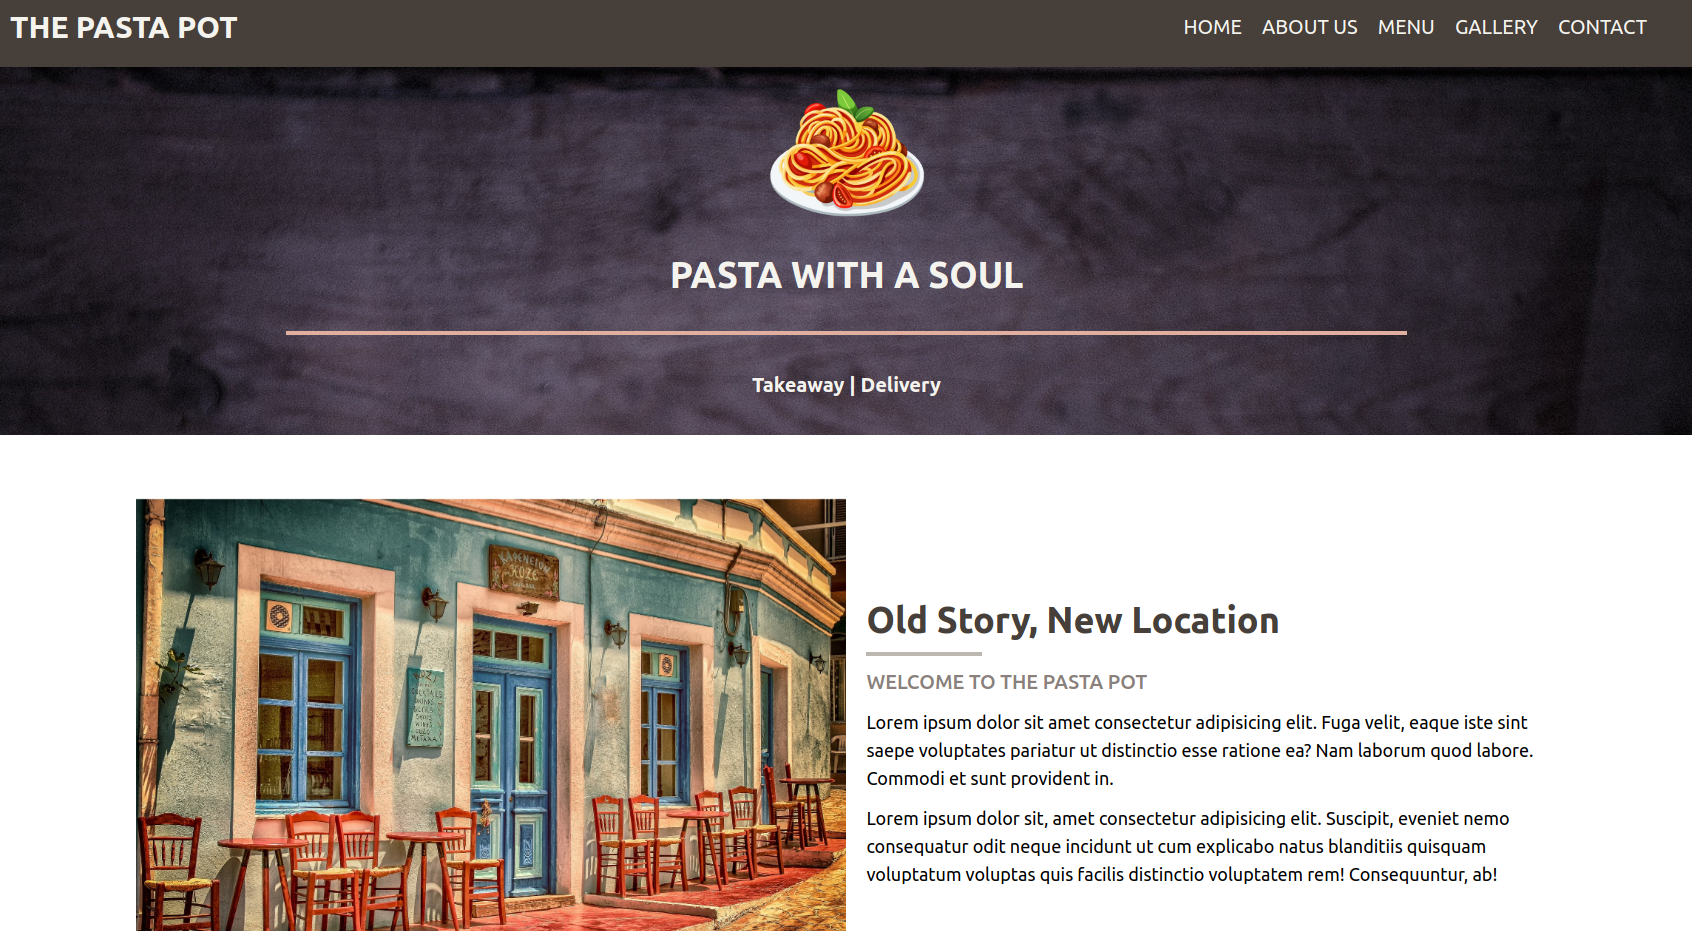 THE PASTA POT
HOME ABOUT US MENU GALLERY CONTACT
PASTA WITH A SOUL
Takeaway | Delivery
ΚΑΦΕΝΕΙΟΝ
ΚΟΖΕ
Old Story, New Location
WELCOME TO THE PASTA POT
Lorem ipsum dolor sit amet consectetur adipisicing elit. Fuga velit, eaque iste sint
saepe voluptates pariatur ut distinctio esse ratione ea? Nam laborum quod labore.
Commodi et sunt provident in.
Lorem ipsum dolor sit, amet consectetur adipisicing elit. Suscipit, eveniet nemo
consequatur odit neque incidunt ut cum explicabo natus blanditiis quisquam
voluptatum voluptas quis facilis distinctio voluptatem rem! Consequuntur, ab!